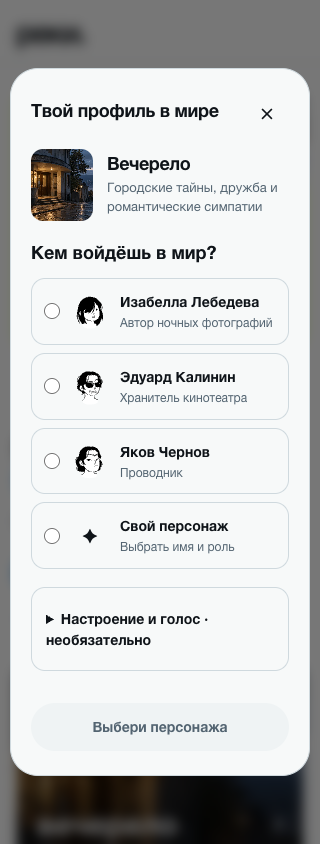 Твой профиль в мире
Вечерело
Городские тайны, дружба и
романтические симпатии
Кем войдёшь в мир?
Изабелла Лебедева
Автор ночных фотографий
Эдуард Калинин
Хранитель кинотеатра
Яков Чернов
Проводник
Свой персонаж
Выбрать имя и роль
Настроение и голос ·
необязательно
Выбери персонажа